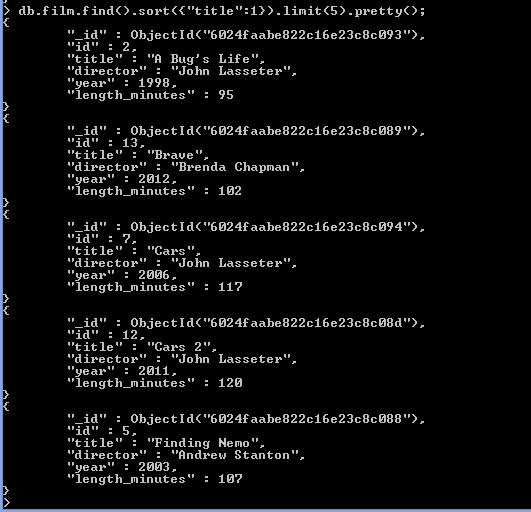 > db.film.find().sort({"title":1}).limit(5).pretty();
{
"_id" : ObjectId("6024faabe822c16e23c8c093"),
"id" : 2,
"title" : "A Bug's Life",
"director" : "John Lasseter",
"year" : 1998,
"length_minutes" : 95
}
{
"_id" : ObjectId("6024faabe822c16e23c8c089"),
"id" : 13,
"title" : "Brave",
"director" : "Brenda Chapman",
"year" : 2012,
"length_minutes" : 102
}
{
"_id" : ObjectId("6024faabe822c16e23c8c094"),
"id" : 7,
"title" : "Cars",
"director" : "John Lasseter",
"year" : 2006,
"length_minutes" : 117
}
{
"_id" : ObjectId("6024faabe822c16e23c8c08d"),
"id" : 12,
"title" : "Cars 2",
"director" : "John Lasseter",
"year" : 2011,
"length_minutes" : 120
}
{
"_id" : ObjectId("6024faabe822c16e23c8c088"),
"id" : 5,
"title" : "Finding Nemo",
"director" : "Andrew Stanton",
"year" : 2003,
"length_minutes" : 107
}
>